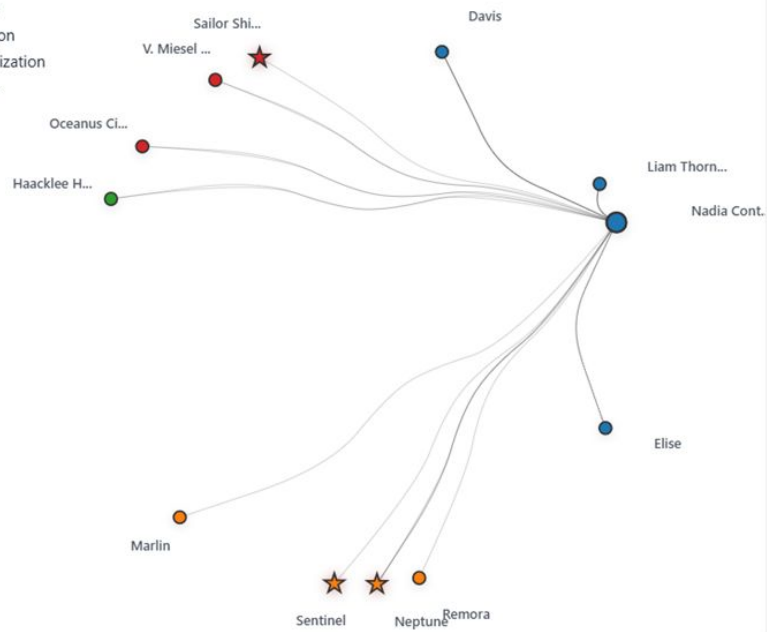 Sailor Shi...
Davis
on
V. Miesel ...
ization
Oceanus Ci...
Liam Thorn...
Haacklee H...
Nadia Cont.
Elise
Marlin
Remora
Sentinel
Neptune